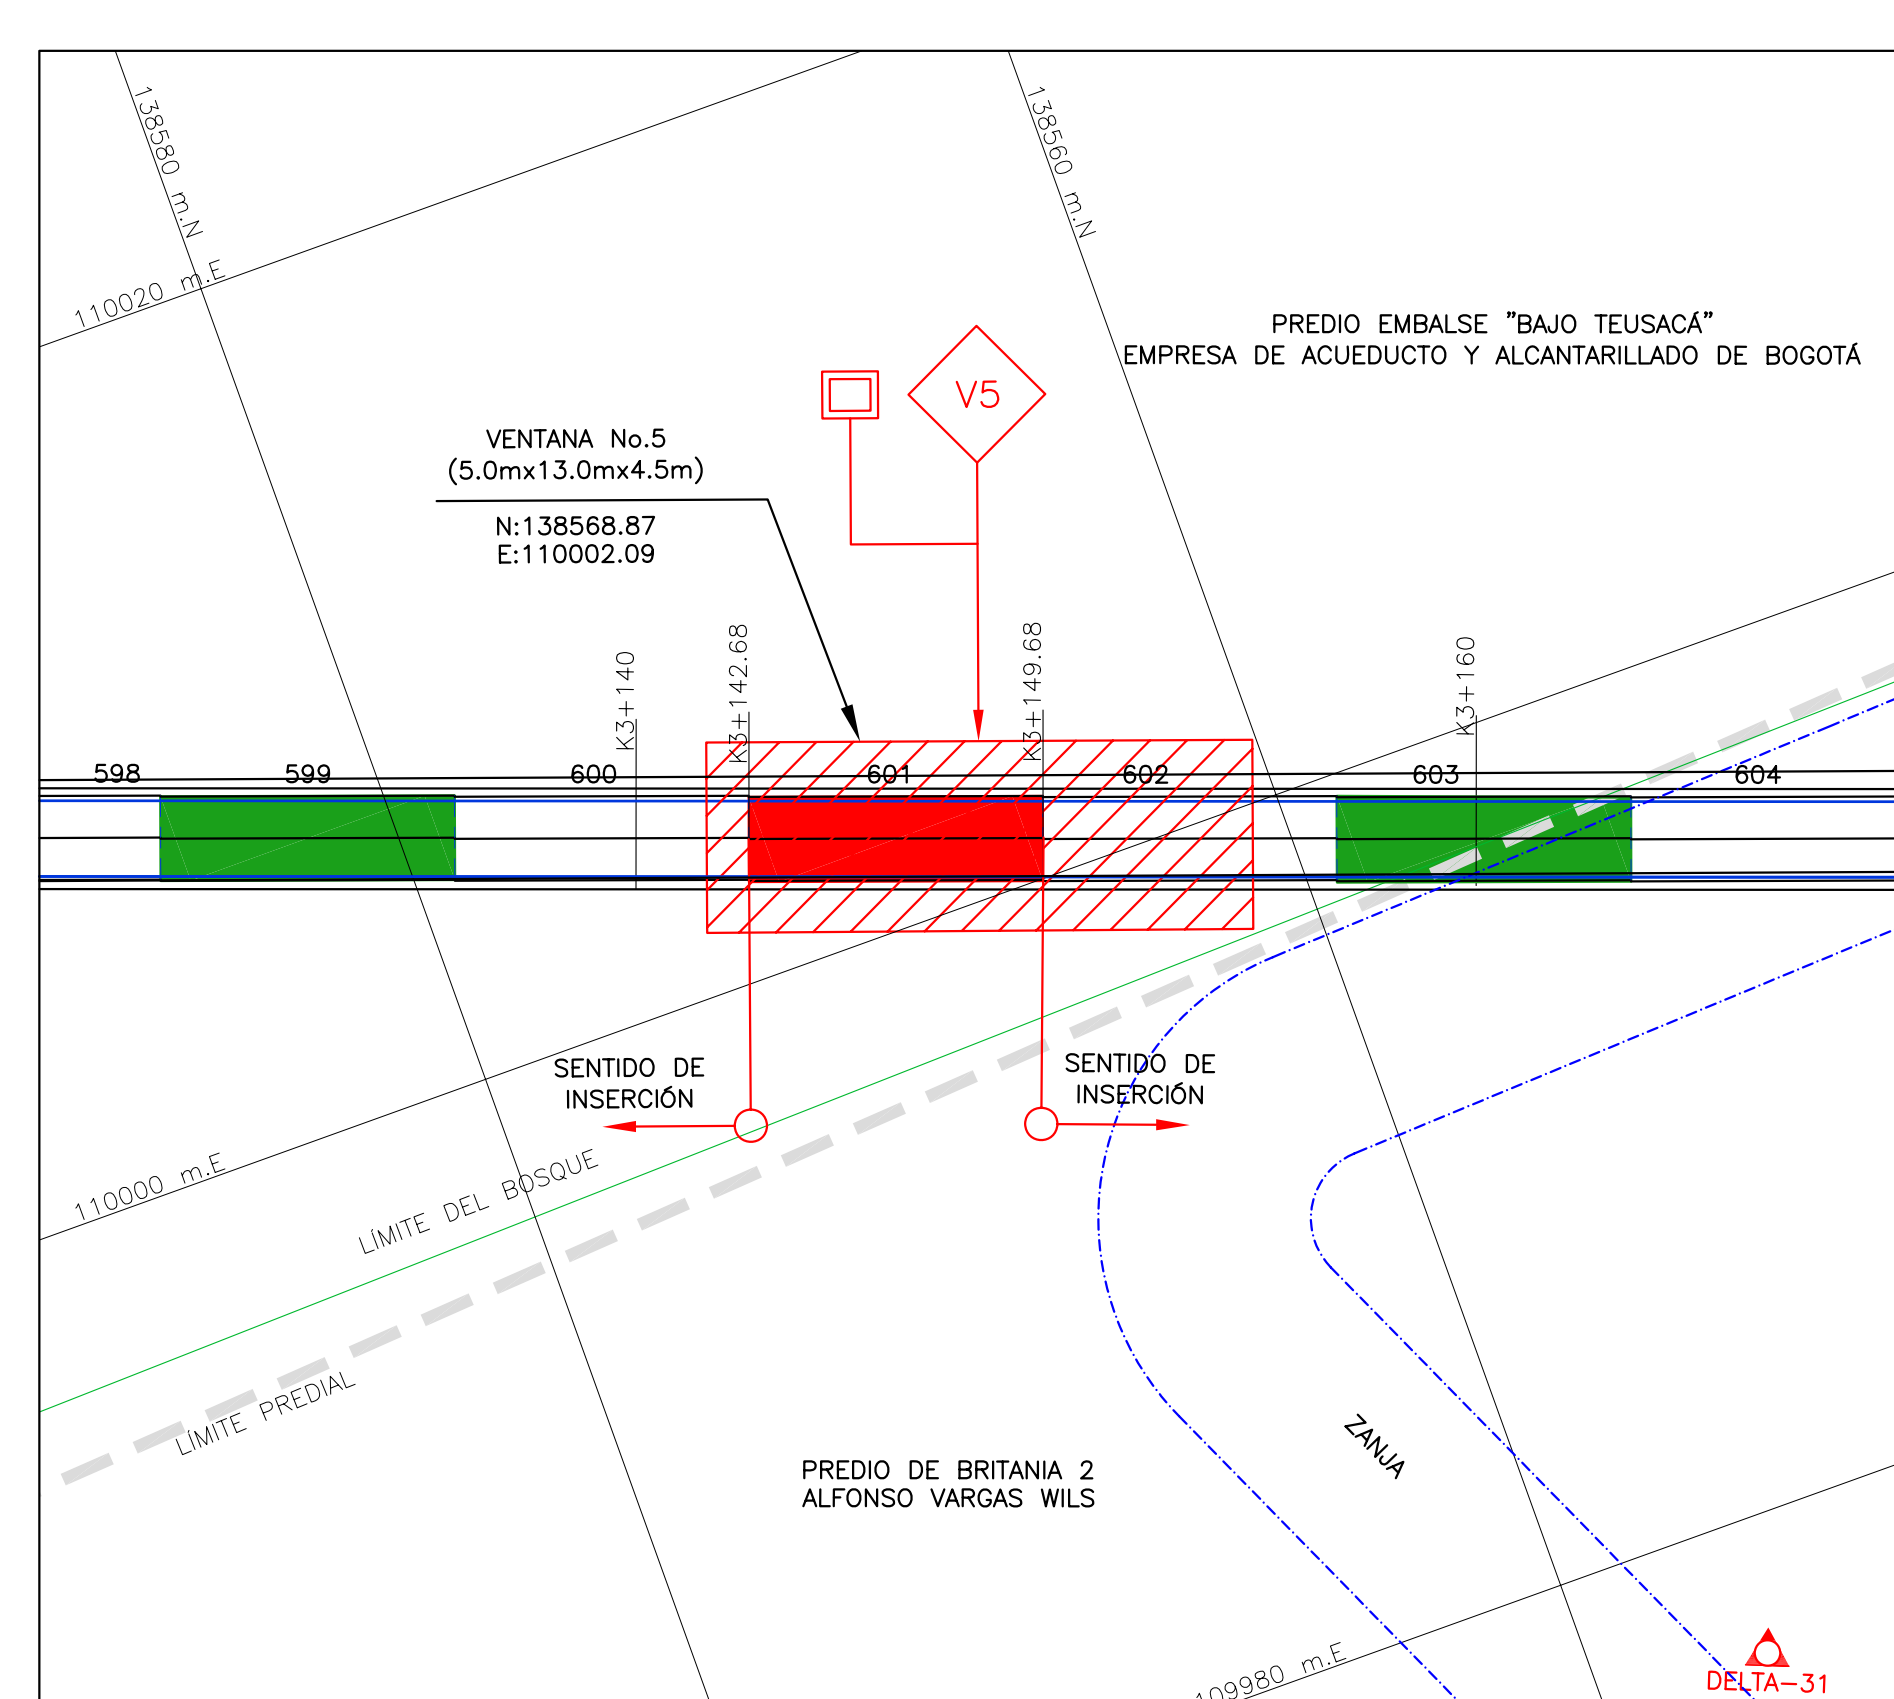 138580 m.N
138560 m.N
110020 m.E
PREDIO EMBALSE "BAJO TEUSACÁ"
EMPRESA DE ACUEDUCTO Y ALCANTARILLADO DE BOGOTÁ
V5
VENTANA No.5
(5.0mx13.0mx4.5m)
N:138568.87
E:110002.09
K3+140
K3+142.68
K3+149.68
K3+160
598
599
600
601
602
603
604
SENTIDO DE
INSERCIÓN
SENTIDO DE
INSERCIÓN
110000 m.E
LÍMITE DEL BOSQUE
LÍMITE PREDIAL
PREDIO DE BRITANIA 2
ALFONSO VARGAS WILS
ZANJA
109980 m.E
DELTA-31